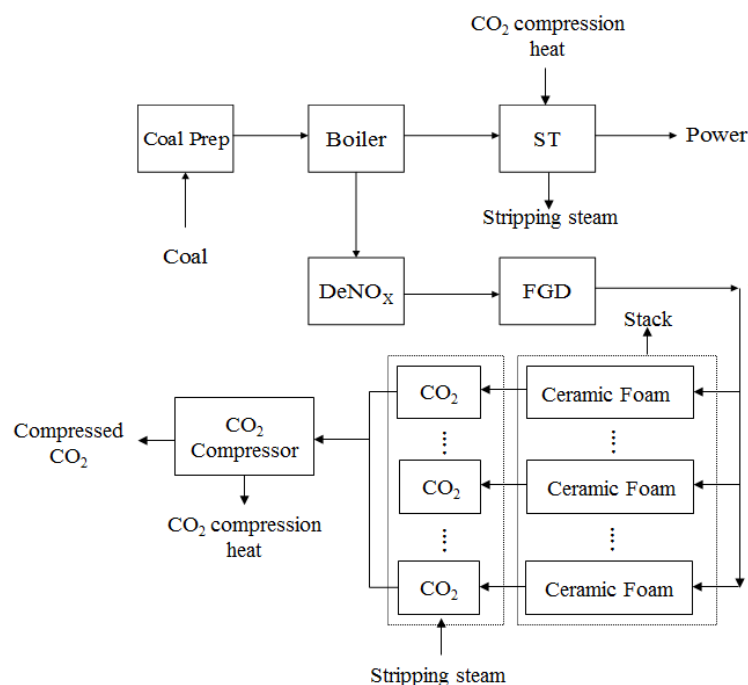 CO₂ compression
heat
Coal Prep
Boiler
ST
Power
Coal
Stripping steam
DeNOX
FGD
Stack
CO₂
Ceramic Foam
Compressed
CO₂
CO₂
Compressor
CO₂
Ceramic Foam
CO₂ compression
heat
CO₂
Ceramic Foam
Stripping steam